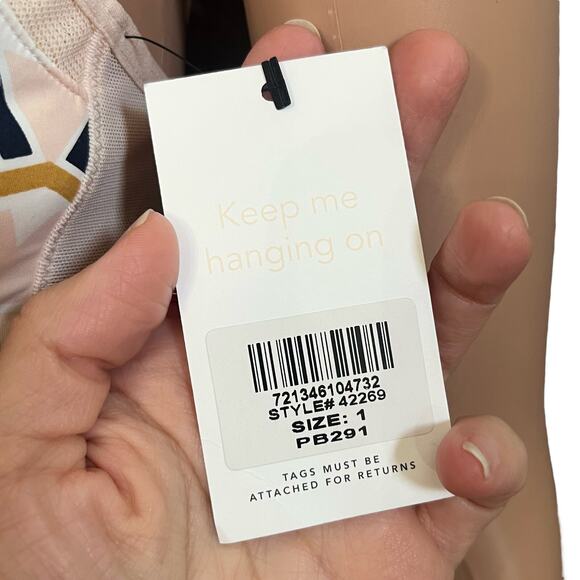 Keep me
hanging on
721346104732
STYLE# 42269
SIZE: 1
PB291
TAGS MUST BE
ATTACHED FOR RETURNS